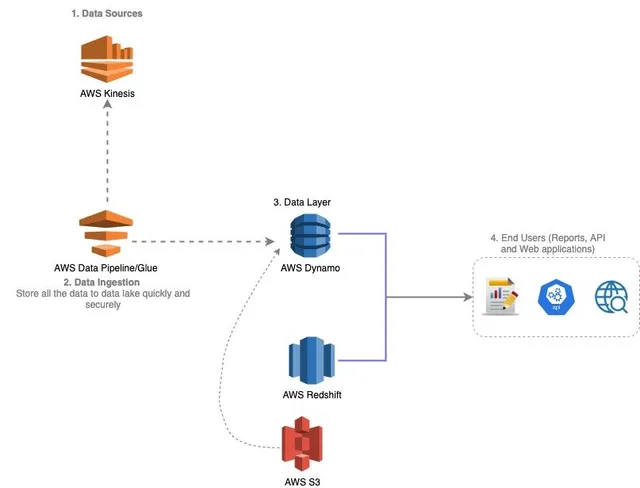 1. Data Sources
AWS Kinesis
AWS Data Pipeline/Glue
2. Data Ingestion
Store all the data to data lake quickly and
securely
3. Data Layer
AWS Dynamo
AWS Redshift
AWS S3
4. End Users (Reports, API
and Web applications)
api